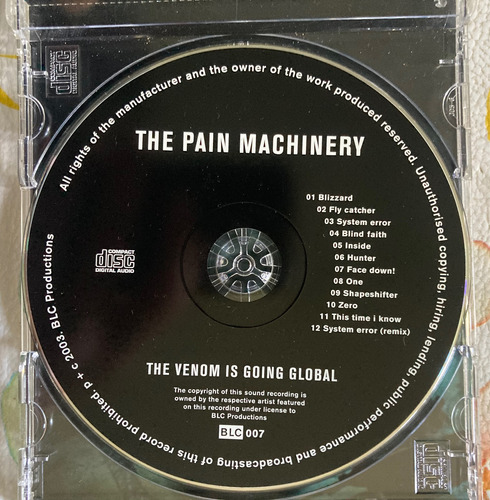 All rights of the manufacturer and the owner of the work produced reserved. Unauthorised copying, hiring, lending, public performance and broadcasting of this record prohibited. p + c 2003. BLC Productions
THE PAIN MACHINERY
01 Blizzard
02 Fly catcher
03 System error
04 Blind faith
05 Inside
06 Hunter
07 Face down!
08 One
09 Shapeshifter
10 Zero
11 This time i know
12 System error (remix)
COMPACT
disc
DIGITAL AUDIO
THE VENOM IS GOING GLOBAL
The copyright of this sound recording is
owned by the respective artist featured
on this recording under license to
BLC Productions
BLC 007
COMPACT
disc
DIGITAL AUDIO
disc